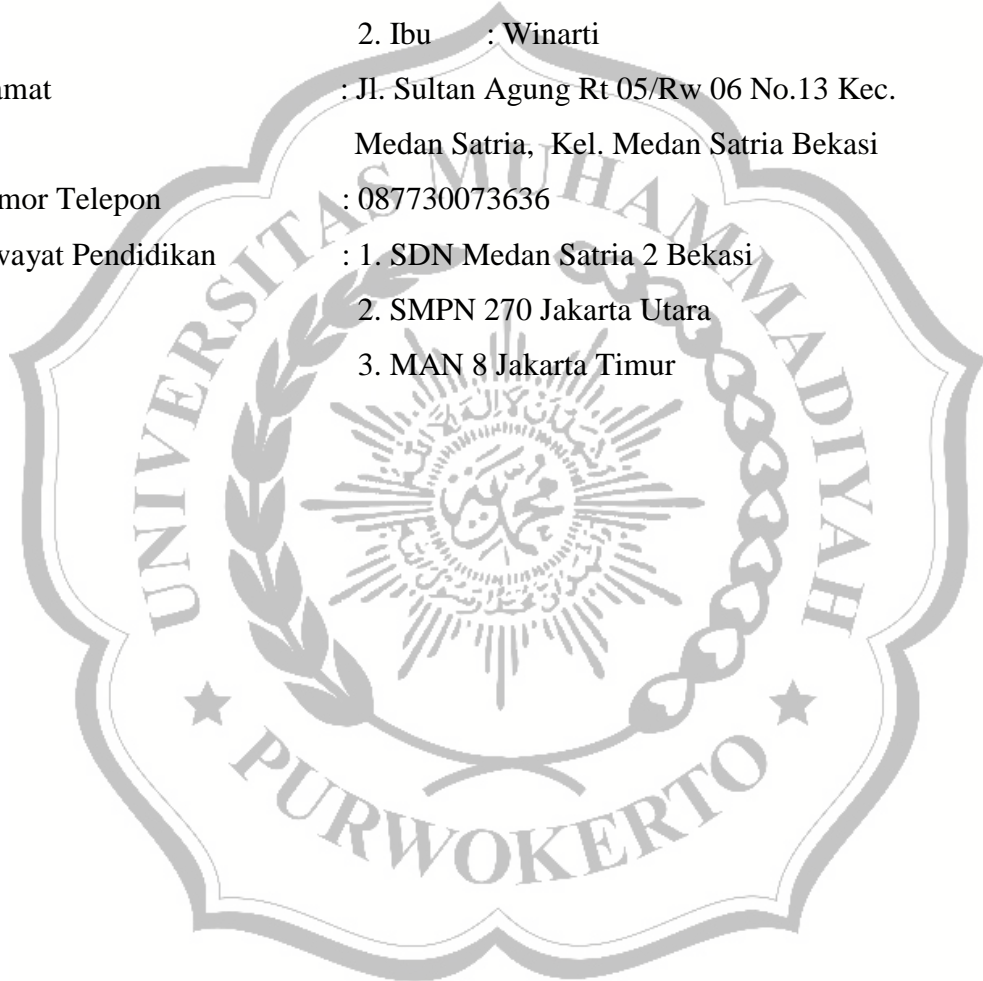 2. Ibu : Winarti
amat : Jl. Sultan Agung Rt 05/Rw 06 No.13 Kec.
Medan Satria, Kel. Medan Satria Bekasi
mor Telepon : 087730073636
wayat Pendidikan : 1. SDN Medan Satria 2 Bekasi
2. SMPN 270 Jakarta Utara
3. MAN 8 Jakarta Timur
UNIVERSITAS MUHAMMADIYAH
PURWOKERTO